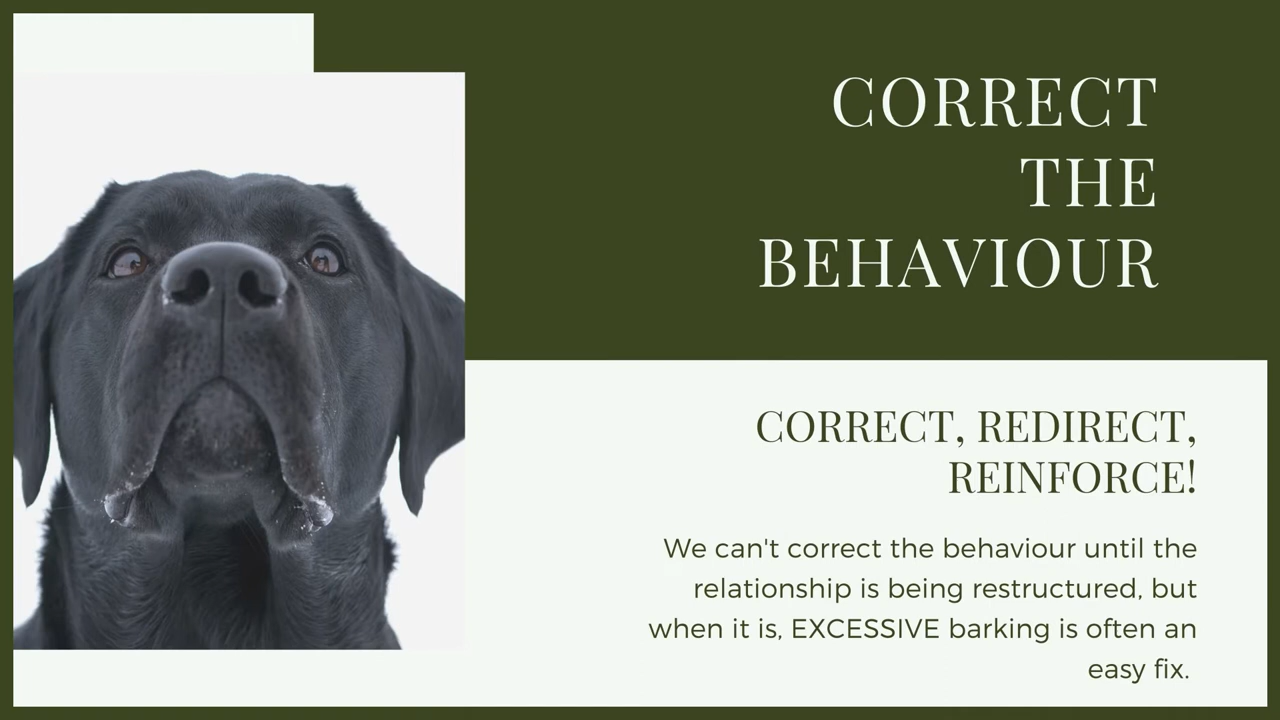 CORRECT
THE
BEHAVIOUR
CORRECT, REDIRECT,
REINFORCE!
We can't correct the behaviour until the
relationship is being restructured, but
when it is, EXCESSIVE barking is often an
easy fix.